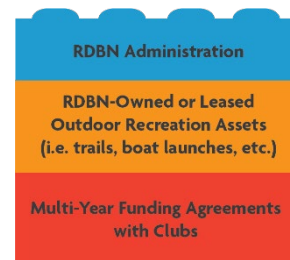 RDBN Administration
RDBN-Owned or Leased
Outdoor Recreation Assets
(i.e. trails, boat launches, etc.)
Multi-Year Funding Agreements
with Clubs